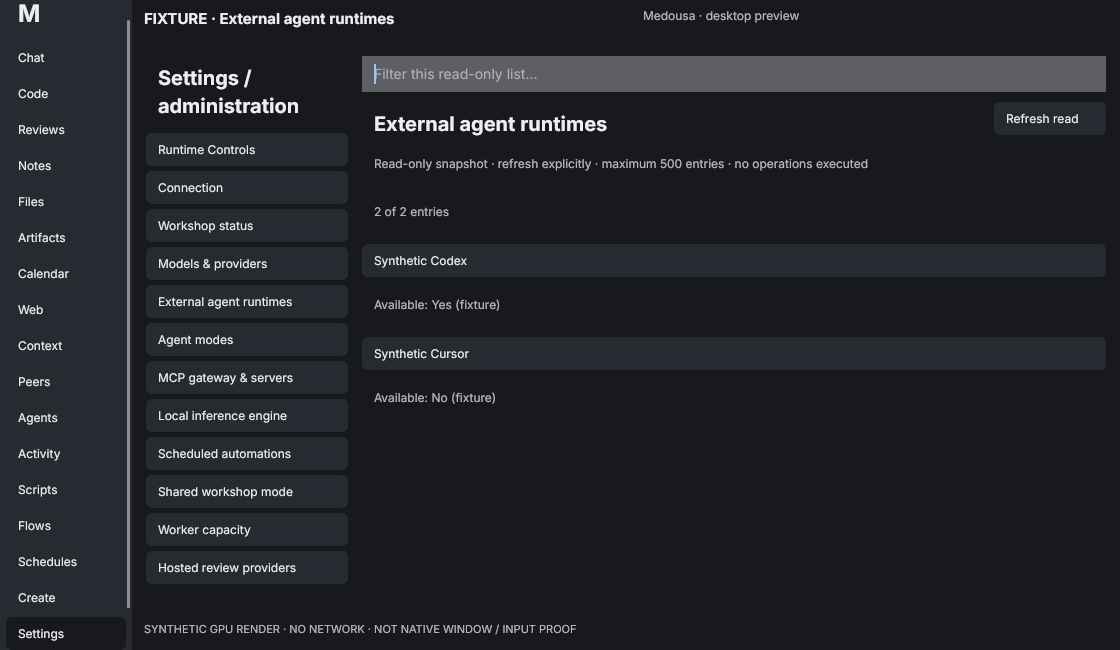 M
FIXTURE · External agent runtimes
Medousa · desktop preview
Chat
Code
Reviews
Notes
Files
Artifacts
Calendar
Web
Context
Peers
Agents
Activity
Scripts
Flows
Schedules
Create
Settings
Settings /
administration
Runtime Controls
Connection
Workshop status
Models & providers
External agent runtimes
Agent modes
MCP gateway & servers
Local inference engine
Scheduled automations
Shared workshop mode
Worker capacity
Hosted review providers
Filter this read-only list...
External agent runtimes
Refresh read
Read-only snapshot · refresh explicitly · maximum 500 entries · no operations executed
2 of 2 entries
Synthetic Codex
Available: Yes (fixture)
Synthetic Cursor
Available: No (fixture)
SYNTHETIC GPU RENDER · NO NETWORK · NOT NATIVE WINDOW / INPUT PROOF